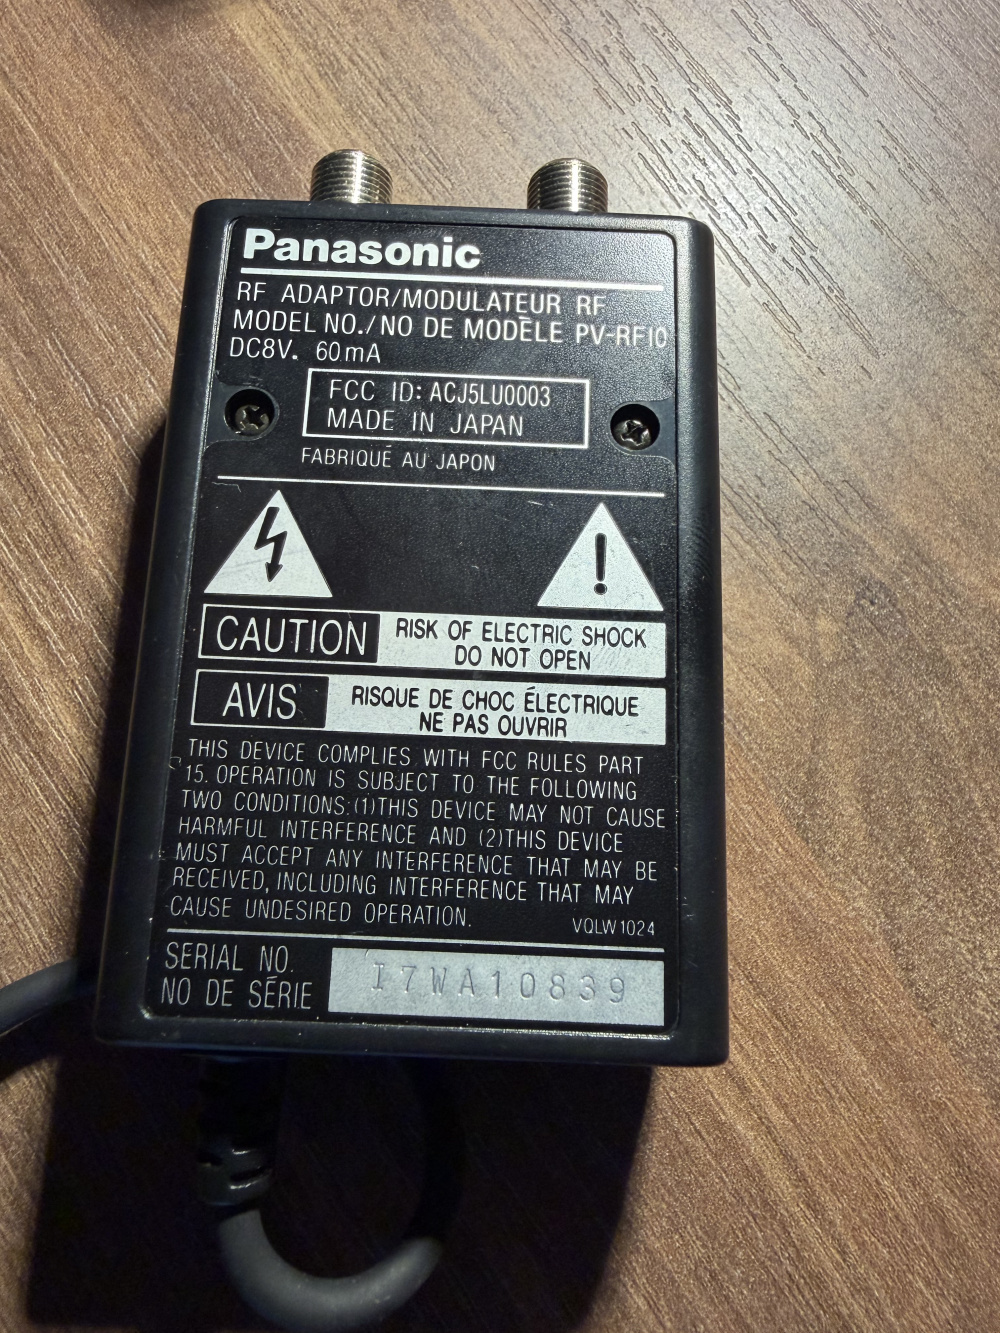 Panasonic
RF ADAPTOR/MODULATEUR RF
MODEL NO./NO DE MODÈLE PV-RF10
DC8V. 60mA
FCC ID: ACJ5LU0003
MADE IN JAPAN
FABRIQUÉ AU JAPON
CAUTION
RISK OF ELECTRIC SHOCK
DO NOT OPEN
AVIS
RISQUE DE CHOC ÉLECTRIQUE
NE PAS OUVRIR
THIS DEVICE COMPLIES WITH FCC RULES PART
15. OPERATION IS SUBJECT TO THE FOLLOWING
TWO CONDITIONS:(1)THIS DEVICE MAY NOT CAUSE
HARMFUL INTERFERENCE AND (2)THIS DEVICE
MUST ACCEPT ANY INTERFERENCE THAT MAY BE
RECEIVED, INCLUDING INTERFERENCE THAT MAY
CAUSE UNDESIRED OPERATION.
VQLW1024
SERIAL NO.
NO DE SÉRIE
I7WA10839